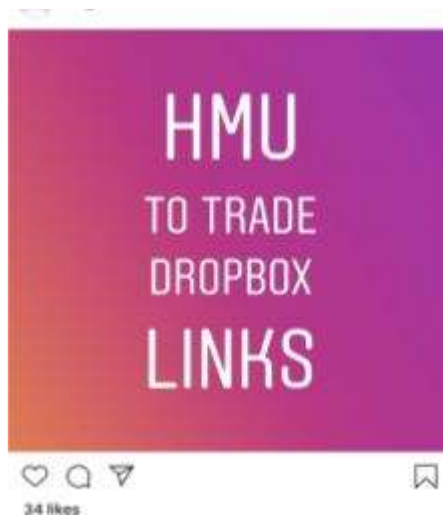 HMU
TO TRADE
DROPBOX
LINKS
34 likes